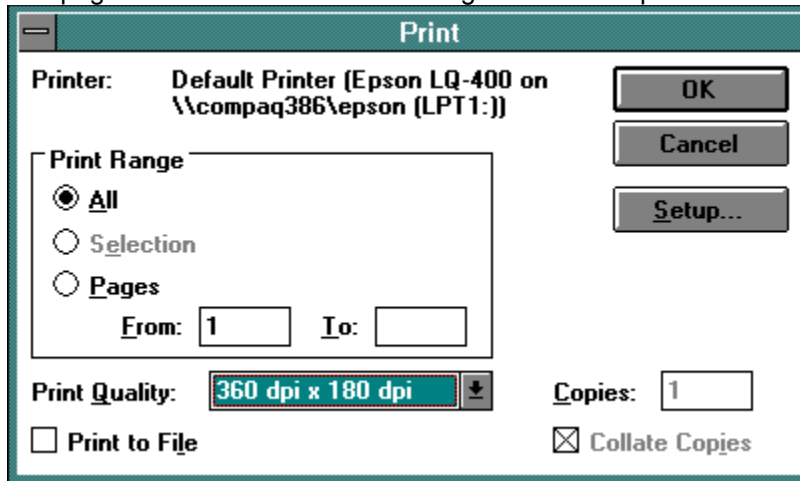 Print
Printer: Default Printer (Epson LQ-400 on
\\compaq386\epson (LPT1:))
OK
Cancel
Setup...
Print Range
All
Selection
Pages
From: 1 To:
Print Quality: 360 dpi x 180 dpi
Copies: 1
Print to File
Collate Copies